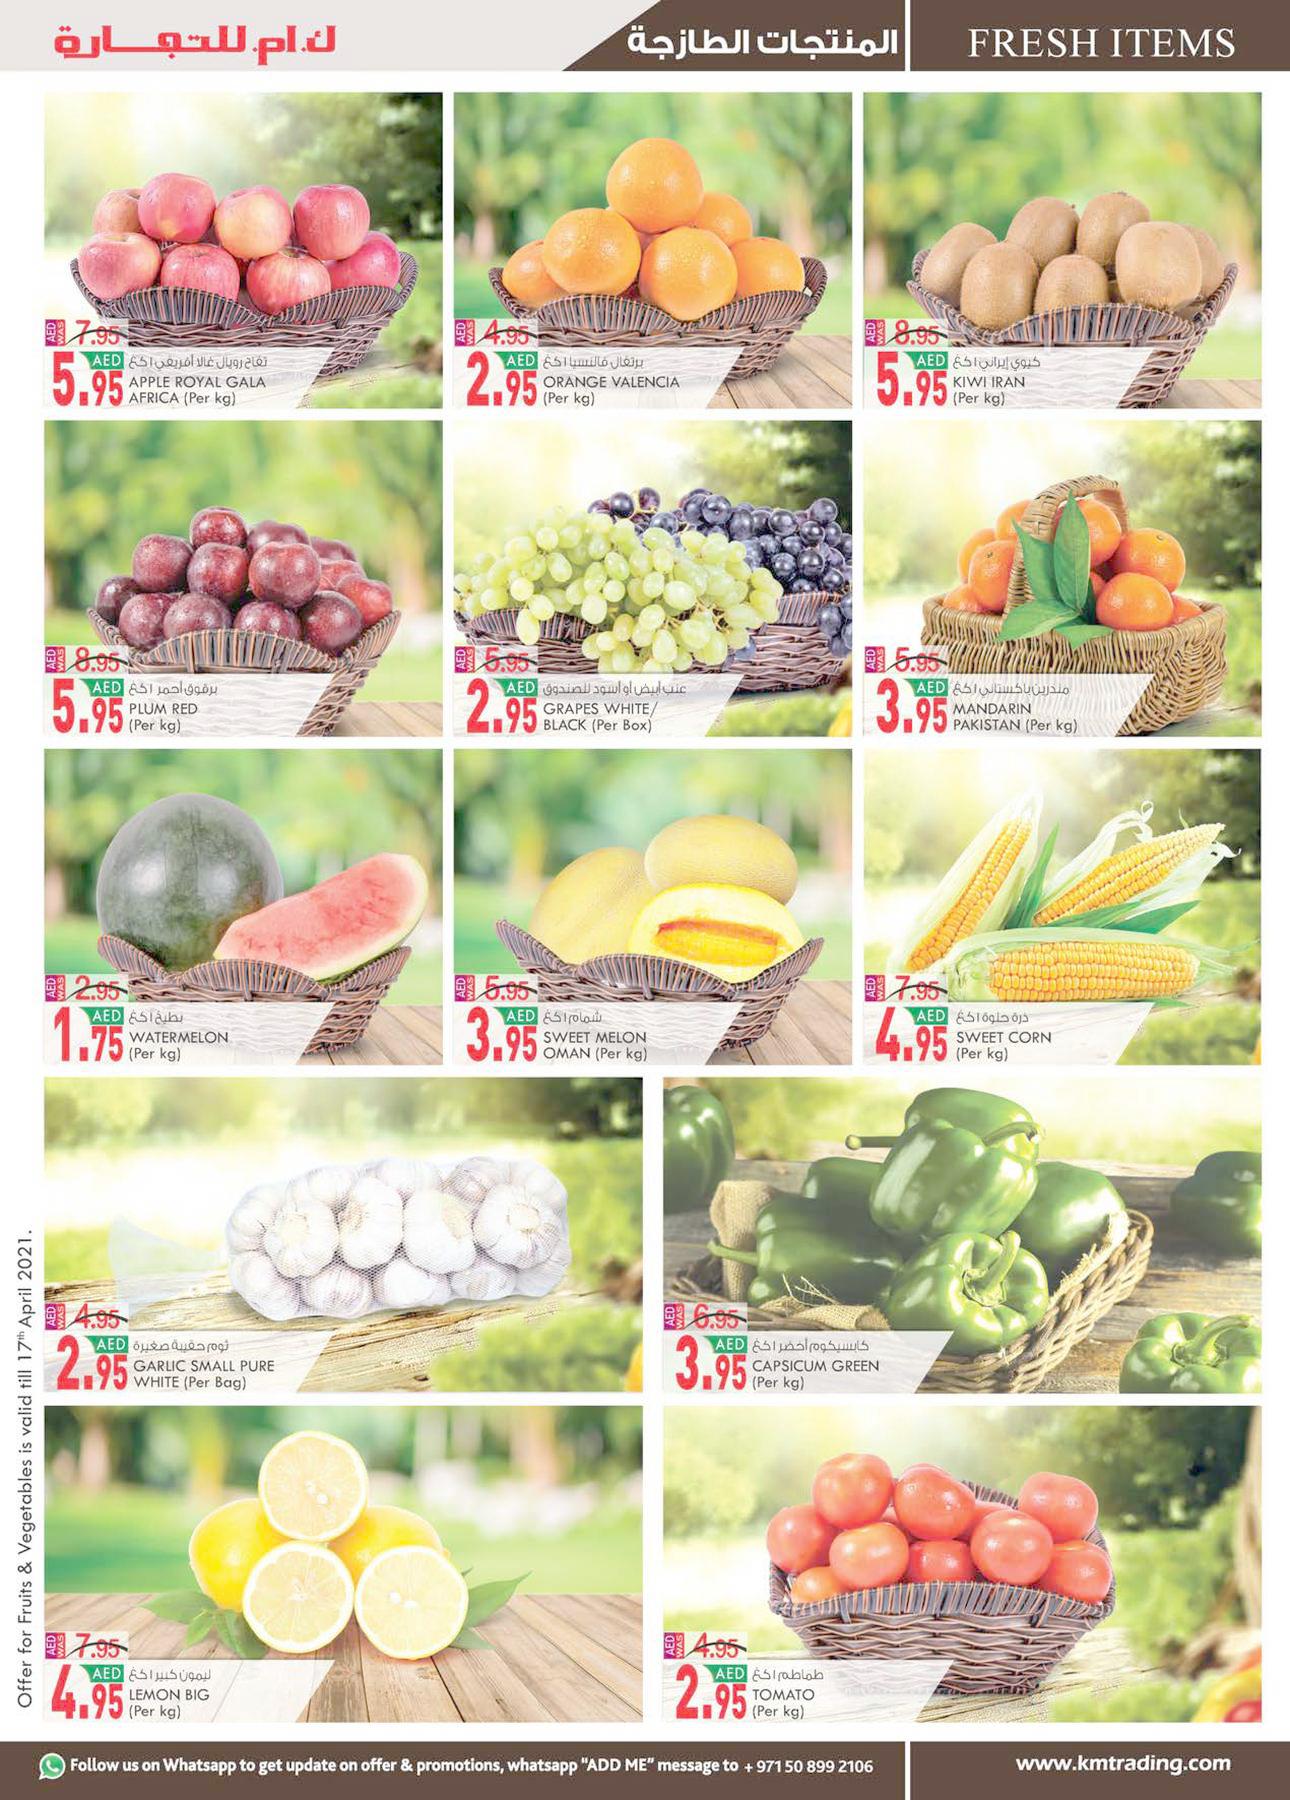 ك.ام.للتجارة
المنتجات الطازجة
FRESH ITEMS
AED WAS 7.95
5.95 AED
تفاح رويال غالا أفريقي ١ كغ
APPLE ROYAL GALA
AFRICA (Per kg)
AED WAS 4.95
2.95 AED
برتغال فالنسيا ١ كغ
ORANGE VALENCIA
(Per kg)
AED WAS 8.95
5.95 AED
كيوي إيراني ١ كغ
KIWI IRAN
(Per kg)
AED WAS 8.95
5.95 AED
برقوق أحمر ١ كغ
PLUM RED
(Per kg)
AED WAS 5.95
2.95 AED
عنب أبيض أو أسود للصندوق
GRAPES WHITE/
BLACK (Per Box)
AED WAS 5.95
3.95 AED
مندرين باكستاني ١ كغ
MANDARIN
PAKISTAN (Per kg)
AED WAS 2.95
1.75 AED
بطيخ ١ كغ
WATERMELON
(Per kg)
AED WAS 5.95
3.95 AED
شمام ١ كغ
SWEET MELON
OMAN (Per kg)
AED WAS 7.95
4.95 AED
ذرة حلوة ١ كغ
SWEET CORN
(Per kg)
AED WAS 4.95
2.95 AED
ثوم حقيبة صغيرة
GARLIC SMALL PURE
WHITE (Per Bag)
AED WAS 6.95
3.95 AED
كابسيكوم أخضر ١ كغ
CAPSICUM GREEN
(Per kg)
AED WAS 7.95
4.95 AED
ليمون كبير ١ كغ
LEMON BIG
(Per kg)
AED WAS 4.95
2.95 AED
طماطم ١ كغ
TOMATO
(Per kg)
Offer for Fruits & Vegetables is valid till 17th April 2021.
Follow us on Whatsapp to get update on offer & promotions, whatsapp "ADD ME" message to + 971 50 899 2106
www.kmtrading.com